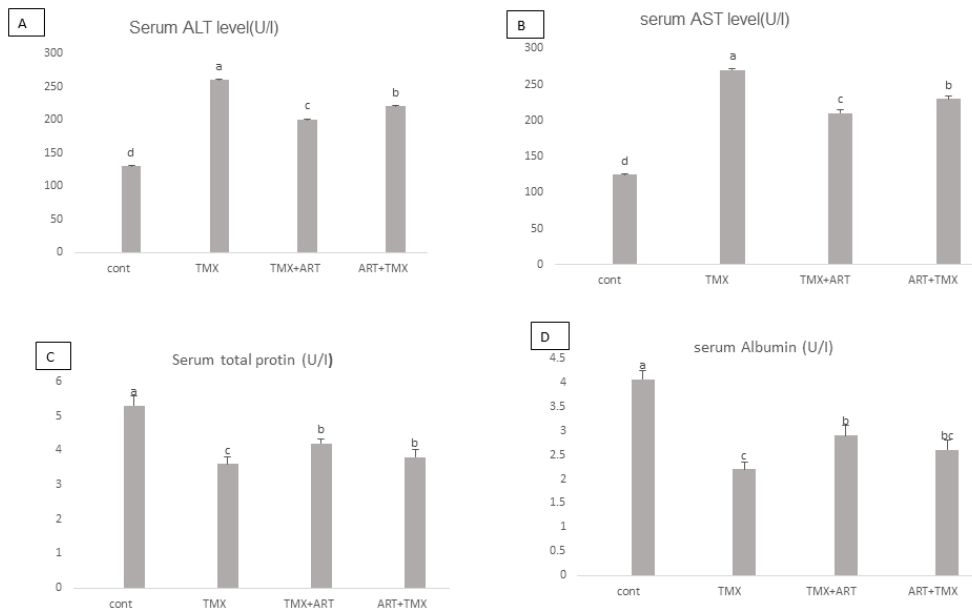 A
Serum ALT level(U/I)
300
250
200
150
100
50
0
d
a
c
b
cont TMX TMX+ART ART+TMX
B
serum AST level(U/I)
300
250
200
150
100
50
0
d
a
c
b
cont TMX TMX+ART ART+TMX
C
Serum total protin (U/I)
6
5
4
3
2
1
0
a
c
b
b
cont TMX TMX+ART ART+TMX
D
serum Albumin (U/I)
4.5
4
3.5
3
2.5
2
1.5
1
0.5
0
a
c
b
bc
cont TMX TMX+ART ART+TMX